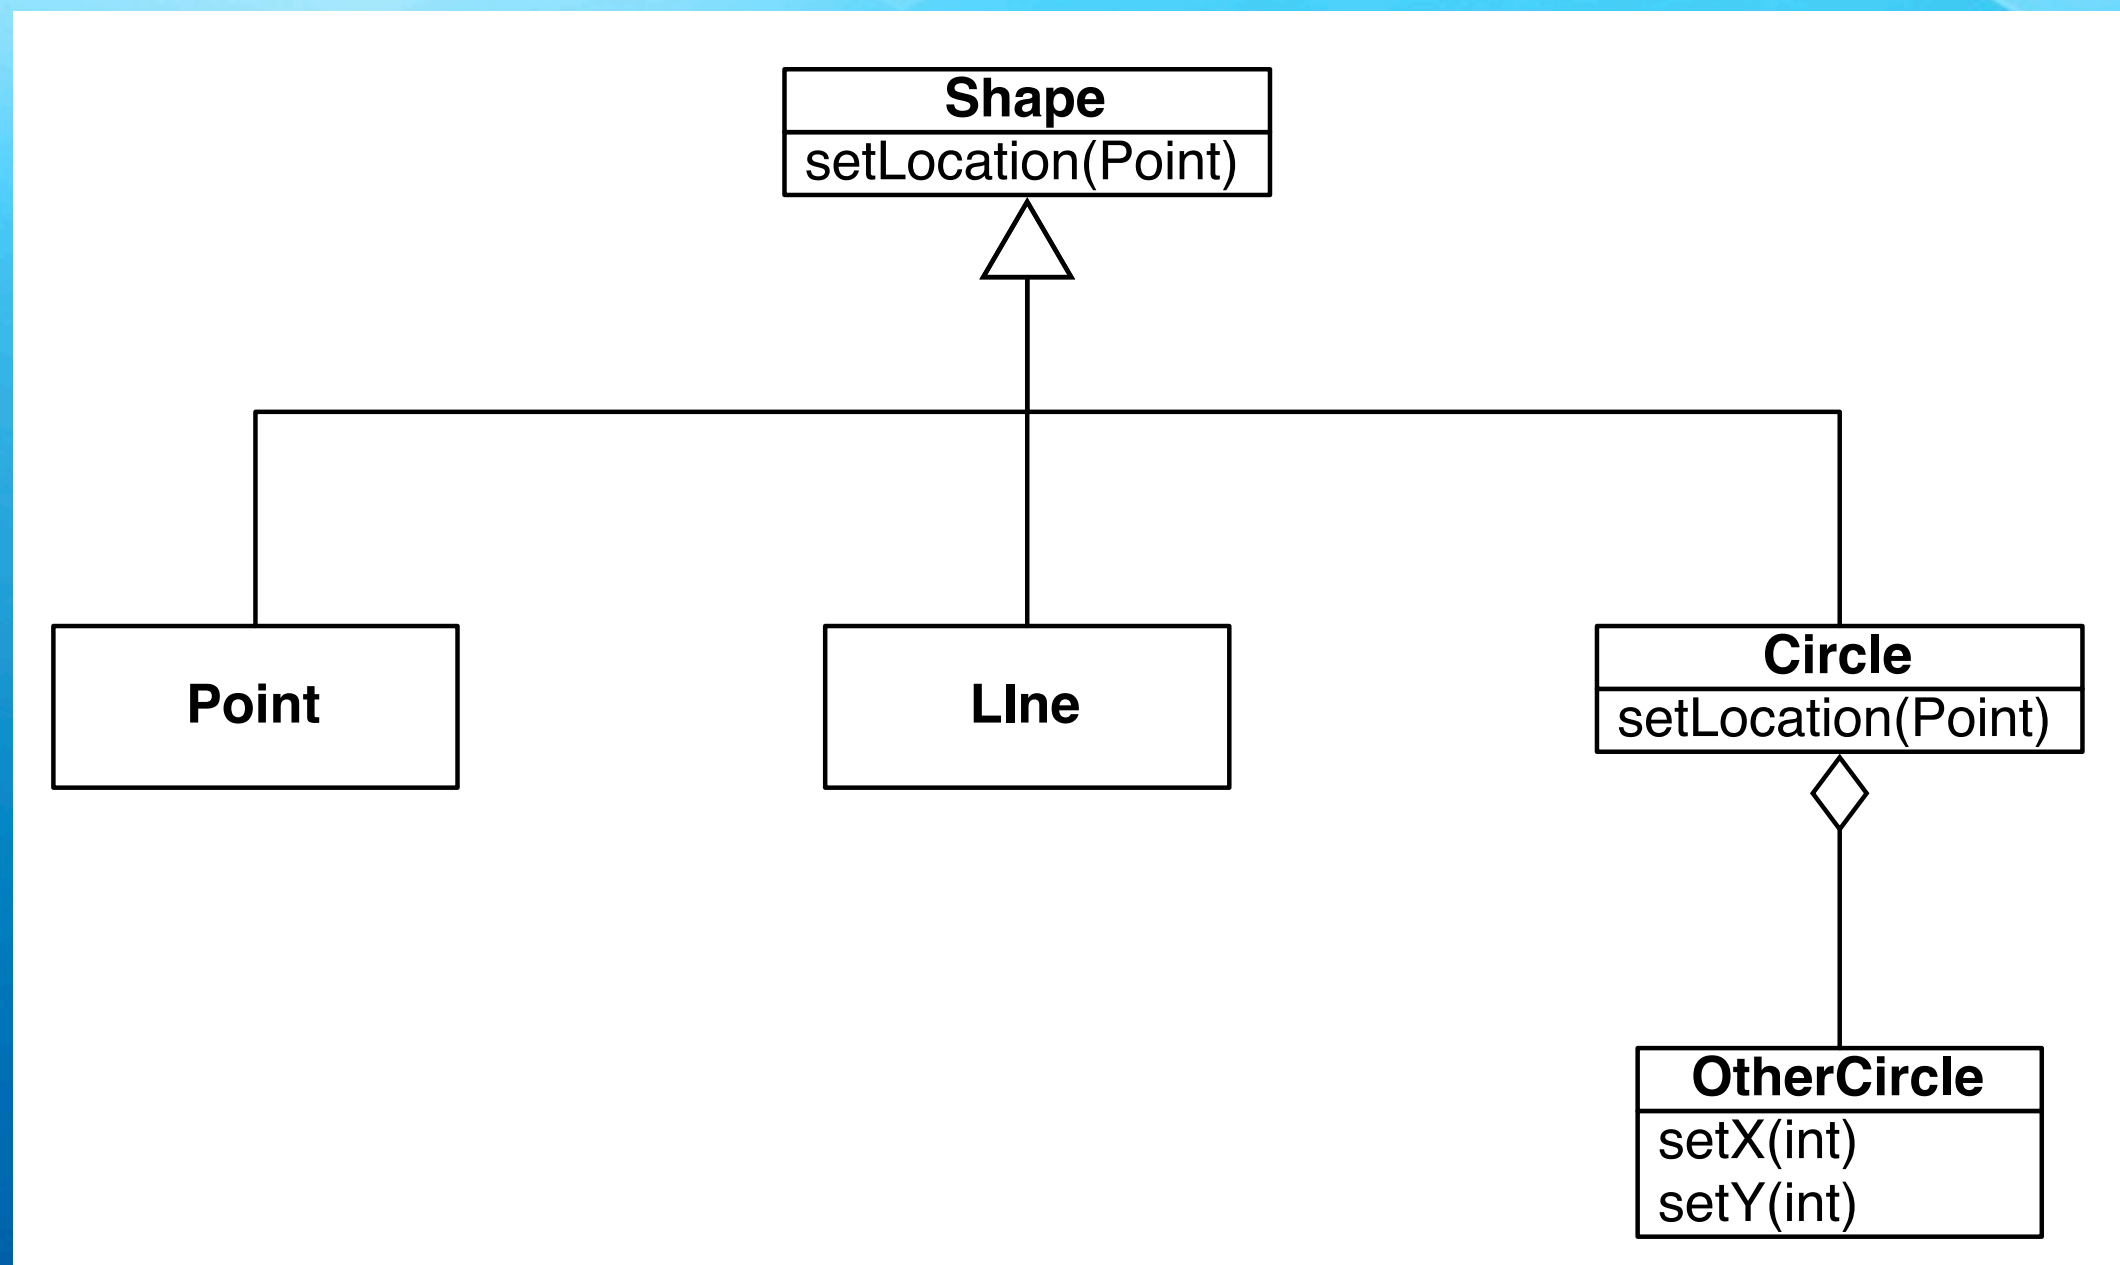 Shape
setLocation(Point)
Point
LIne
Circle
setLocation(Point)
OtherCircle
setX(int)
setY(int)